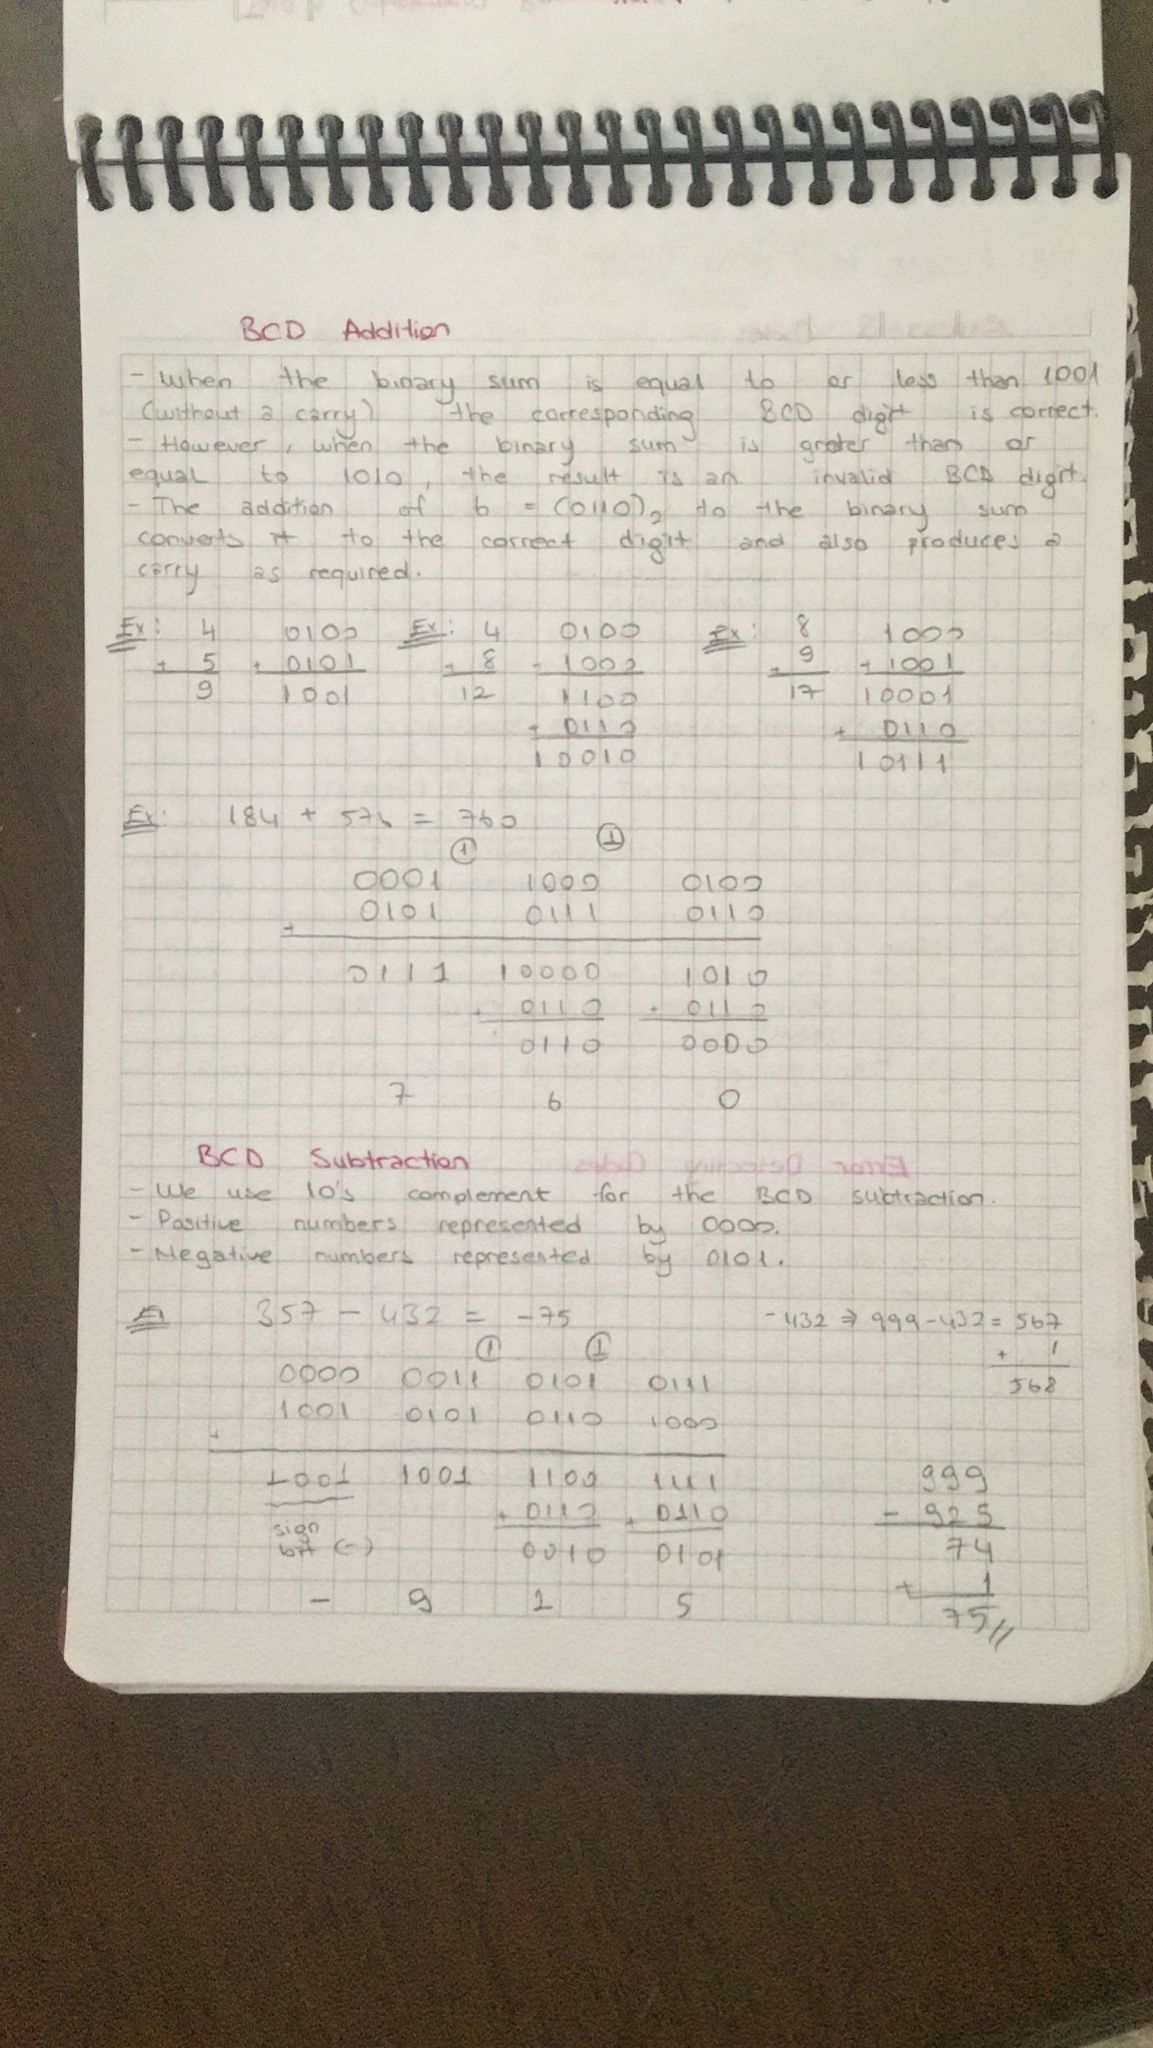 BCD Addition
- When the binary sum is equal to or less than 1001
(without a carry) the corresponding BCD digit is correct.
- However, when the binary sum is grater than or
equal to 1010, the result is an invalid BCD digit.
- The addition of 6 = (0110)2 to the binary sum
converts it to the correct digit and also produces a
carry as required.
Ex: 4 0100 Ex: 4 0100 Ex: 8 1000
+ 5 + 0101 + 8 + 1000 + 9 + 1001
9 1001 12 1100 17 10001
+ 0110 + 0110
10010 10111
Ex: 184 + 576 = 760
1 1
0001 1000 0100
+ 0101 0111 0110
0111 10000 1010
+ 0110 + 0110
0110 0000
7 6 0
BCD Subtraction
- We use 10's complement for the BCD subtraction.
- Positive numbers represented by 0000.
- Negative numbers represented by 0101.
357 - 432 = -75 -432 ⇒ 999-432 = 567
1 1 + 1
0000 0011 0101 0111 568
+ 1001 0101 0110 1000
1001 1001 1100 1111 999
+ 0110 + 0110 - 925
sign bit (-) 0010 0101 74
- 9 2 5 + 1
75//